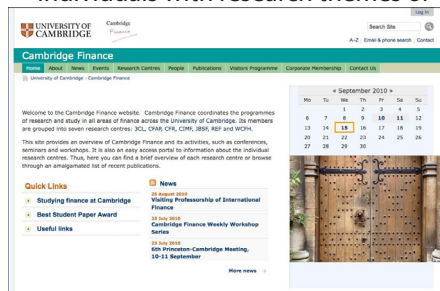 individuals with research themes of
Log In
UNIVERSITY OF
CAMBRIDGE
Cambridge
Finance
Search Site
A-Z | Email & phone search | Contact
Cambridge Finance
Home About News Events Research Centres People Publications Visitors Programme Corporate Membership Contact Us
University of Cambridge › Cambridge Finance
Welcome to the Cambridge Finance website. Cambridge Finance coordinates the programmes
of research and study in all areas of finance across the University of Cambridge. Its members
are grouped into seven research centres: 3CL, CFAP, CFR, CIMF, JBSF, REF and WCFH.
This site provides an overview of Cambridge Finance and its activities, such as conferences,
seminars and workshops. It is also an easy access portal to information about the individual
research centres. Thus, here you can find a brief overview of each research centre or browse
through an amalgamated list of recent publications.
Quick Links
Studying finance at Cambridge
Best Student Paper Award
Useful links
News
26 August 2010
Visiting Professorship of International
Finance
23 July 2010
Cambridge Finance Weekly Workshop
Series
23 July 2010
6th Princeton-Cambridge Meeting,
10-11 September
More news
« September 2010 »
Mo Tu We Th Fr Sa Su
1 2 3 4 5
6 7 8 9 10 11 12
13 14 15 16 17 18 19
20 21 22 23 24 25 26
27 28 29 30